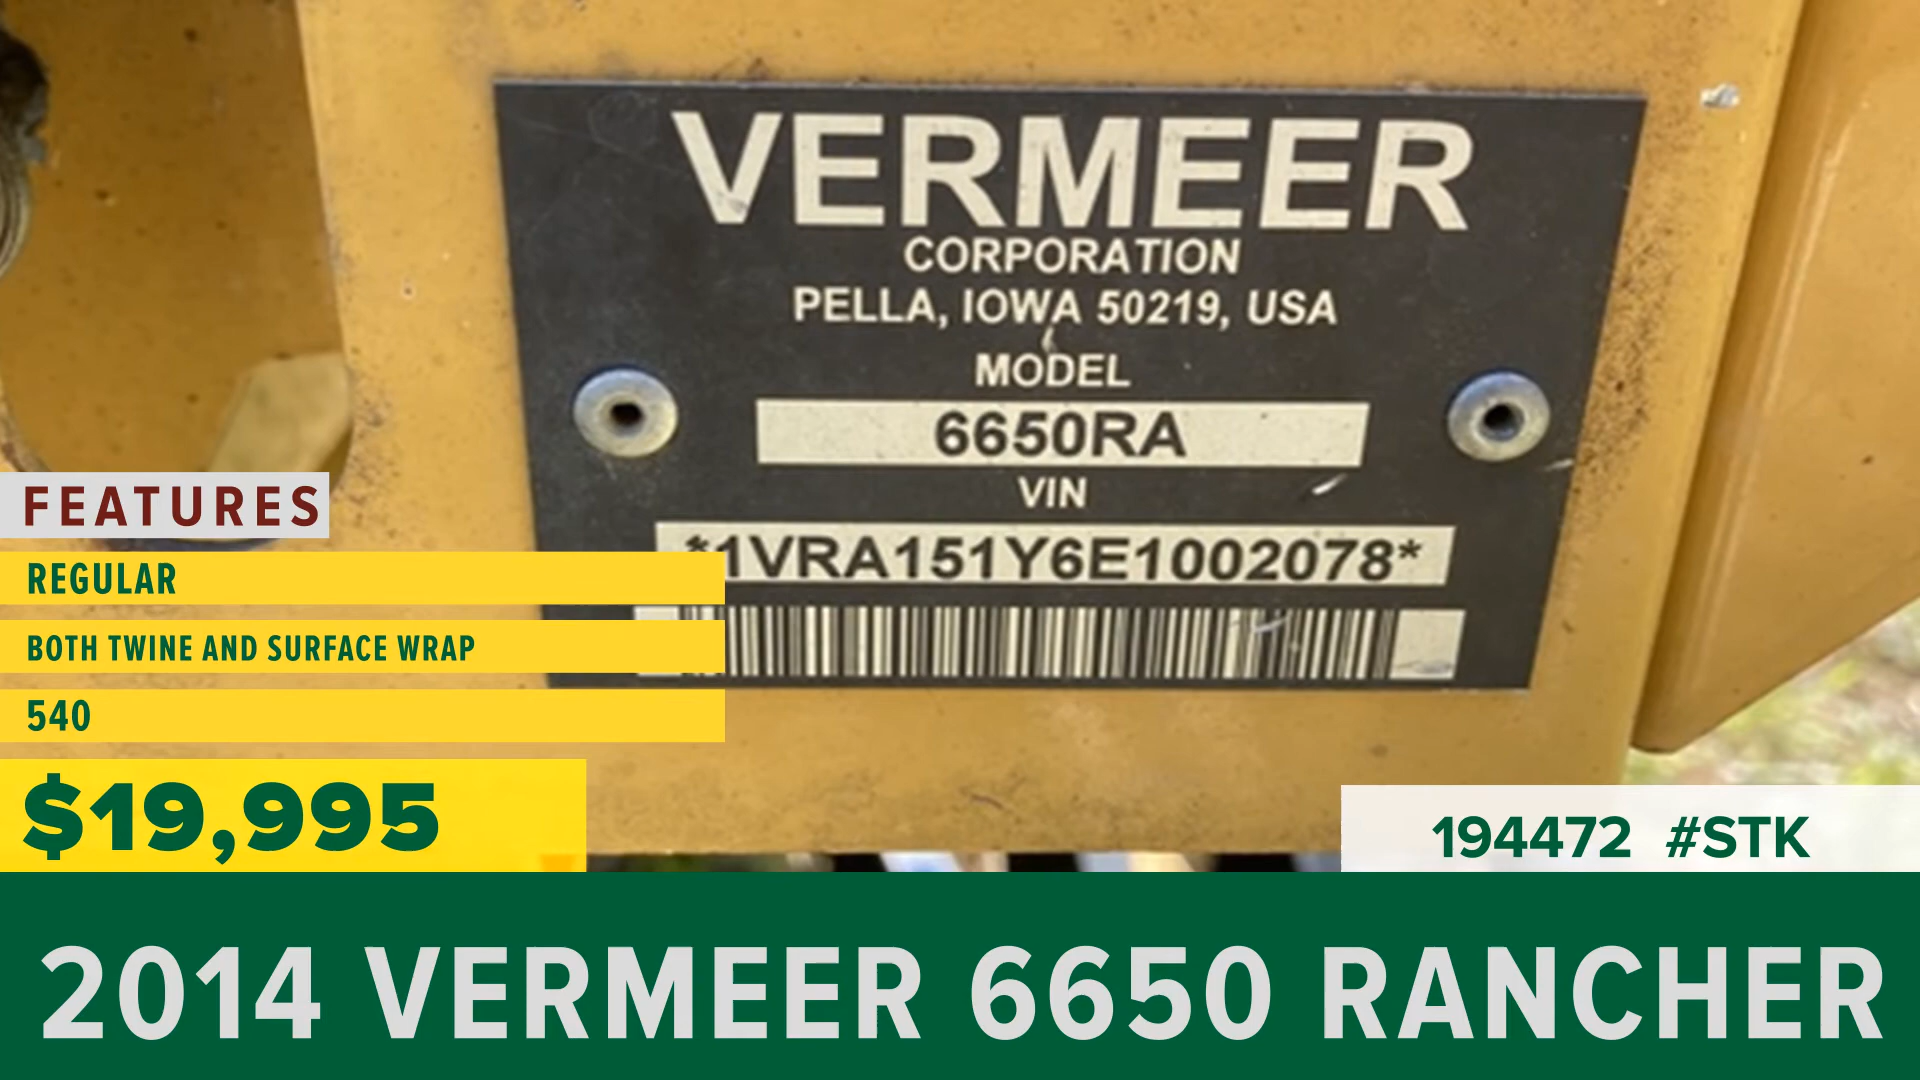 VERMEER
CORPORATION
PELLA, IOWA 50219, USA
MODEL
6650RA
VIN
*1VRA151Y6E1002078*
FEATURES
REGULAR
BOTH TWINE AND SURFACE WRAP
540
$19,995
194472 #STK
2014 VERMEER 6650 RANCHER